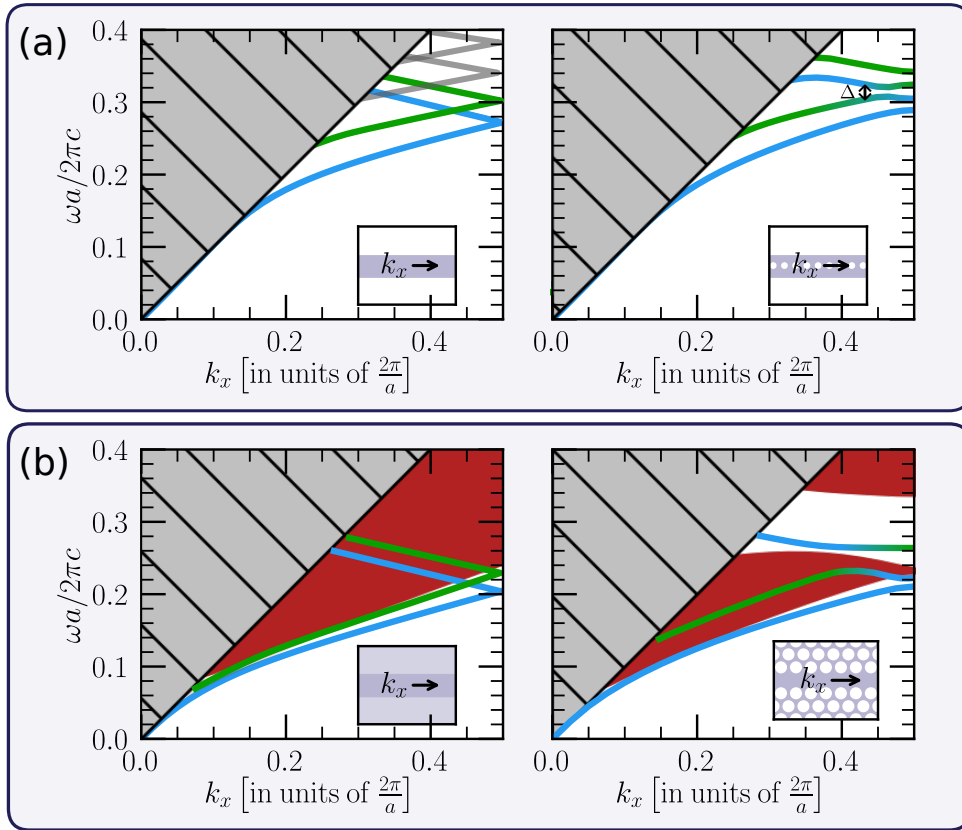 (a)
0.4
0.3
0.2
0.1
0.0
ωa/2πc
k_x →
0.0 0.2 0.4
k_x [in units of 2π/a]
Δ
k_x →
0.0 0.2 0.4
k_x [in units of 2π/a]
(b)
0.4
0.3
0.2
0.1
0.0
ωa/2πc
k_x →
0.0 0.2 0.4
k_x [in units of 2π/a]
k_x →
0.0 0.2 0.4
k_x [in units of 2π/a]